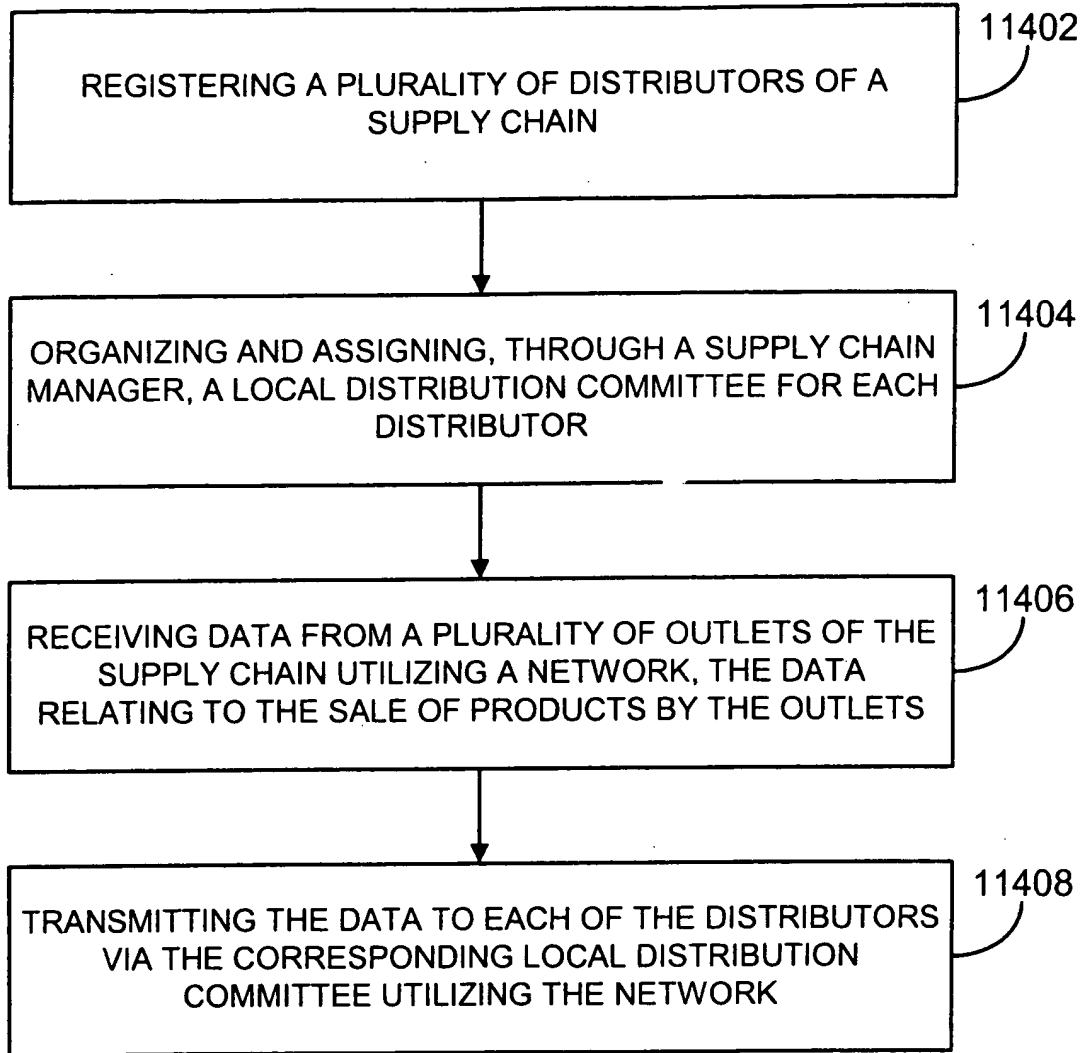 11402
REGISTERING A PLURALITY OF DISTRIBUTORS OF A
SUPPLY CHAIN
11404
ORGANIZING AND ASSIGNING, THROUGH A SUPPLY CHAIN
MANAGER, A LOCAL DISTRIBUTION COMMITTEE FOR EACH
DISTRIBUTOR
11406
RECEIVING DATA FROM A PLURALITY OF OUTLETS OF THE
SUPPLY CHAIN UTILIZING A NETWORK, THE DATA
RELATING TO THE SALE OF PRODUCTS BY THE OUTLETS
11408
TRANSMITTING THE DATA TO EACH OF THE DISTRIBUTORS
VIA THE CORRESPONDING LOCAL DISTRIBUTION
COMMITTEE UTILIZING THE NETWORK